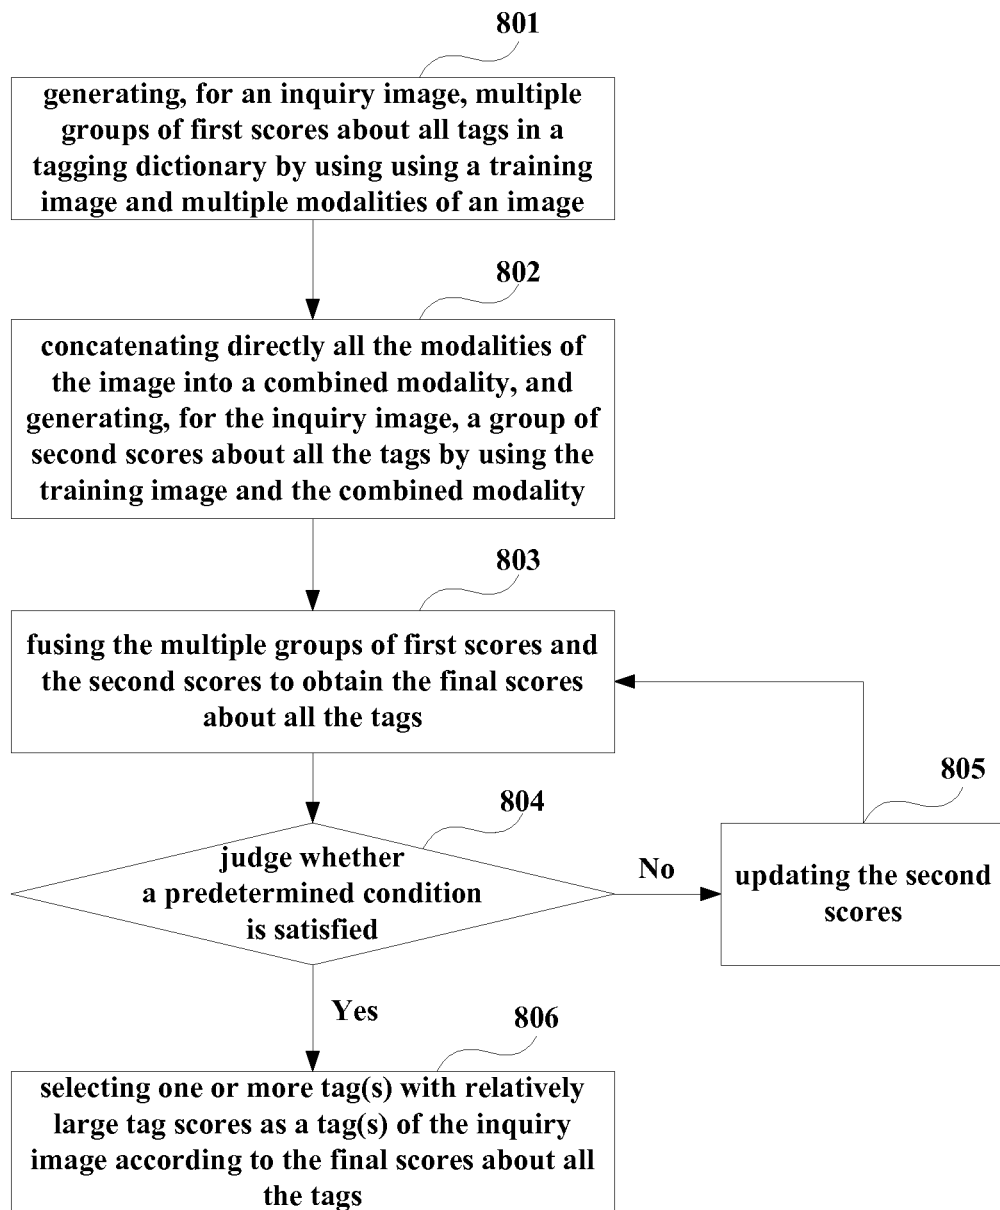 801
generating, for an inquiry image, multiple
groups of first scores about all tags in a
tagging dictionary by using using a training
image and multiple modalities of an image
802
concatenating directly all the modalities of
the image into a combined modality, and
generating, for the inquiry image, a group of
second scores about all the tags by using the
training image and the combined modality
803
fusing the multiple groups of first scores and
the second scores to obtain the final scores
about all the tags
804
judge whether
a predetermined condition
is satisfied
No
805
updating the second
scores
Yes
806
selecting one or more tag(s) with relatively
large tag scores as a tag(s) of the inquiry
image according to the final scores about all
the tags